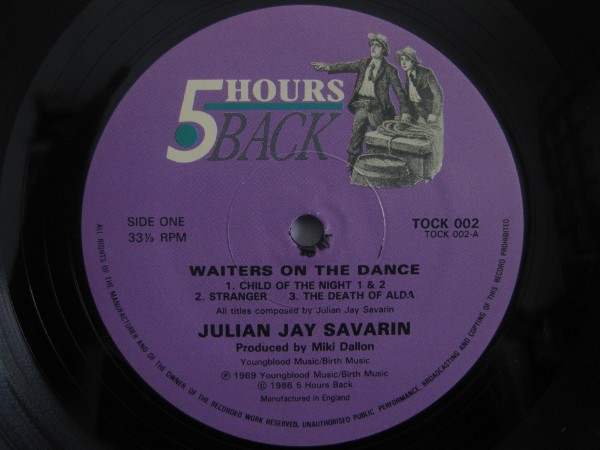 5 HOURS
BACK
SIDE ONE
33⅓ RPM
TOCK 002
TOCK 002-A
WAITERS ON THE DANCE
1. CHILD OF THE NIGHT 1 & 2
2. STRANGER 3. THE DEATH OF ALDA
All titles composed by Julian Jay Savarin
JULIAN JAY SAVARIN
Produced by Miki Dallon
Youngblood Music/Birth Music
℗ 1969 Youngblood Music/Birth Music
© 1986 5 Hours Back
Manufactured in England
ALL RIGHTS OF THE MANUFACTURER AND OF THE OWNER OF THE RECORDED WORK RESERVED. UNAUTHORISED PUBLIC PERFORMANCE, BROADCASTING AND COPYING OF THIS RECORD PROHIBITED